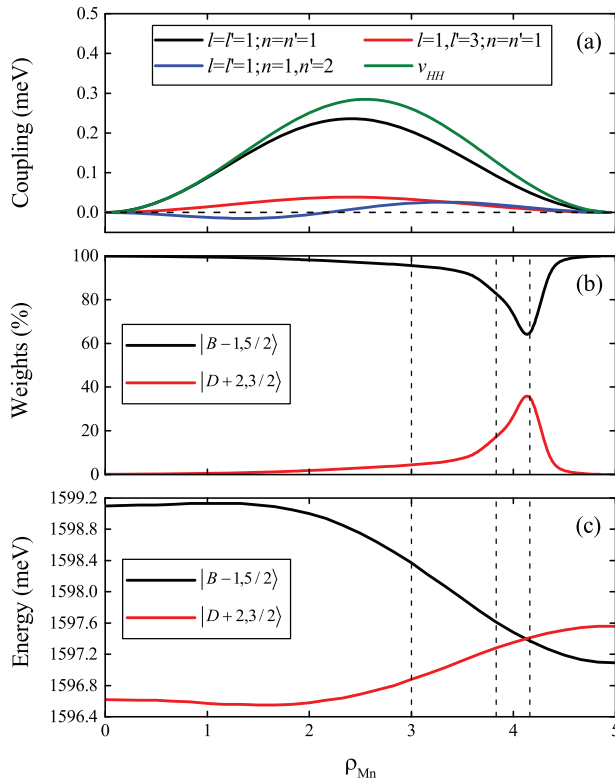 0.5
0.4
0.3
0.2
0.1
0.0
Coupling (meV)
l=l'=1;n=n'=1
l=1,l'=3;n=n'=1
l=l'=1;n=1,n'=2
v_HH
(a)
100
80
60
40
20
0
Weights (%)
|B−1,5/2⟩
|D+2,3/2⟩
(b)
1599.2
1598.8
1598.4
1598.0
1597.6
1597.2
1596.8
1596.4
Energy (meV)
|B−1,5/2⟩
|D+2,3/2⟩
(c)
0 1 2 3 4 5
ρ_Mn